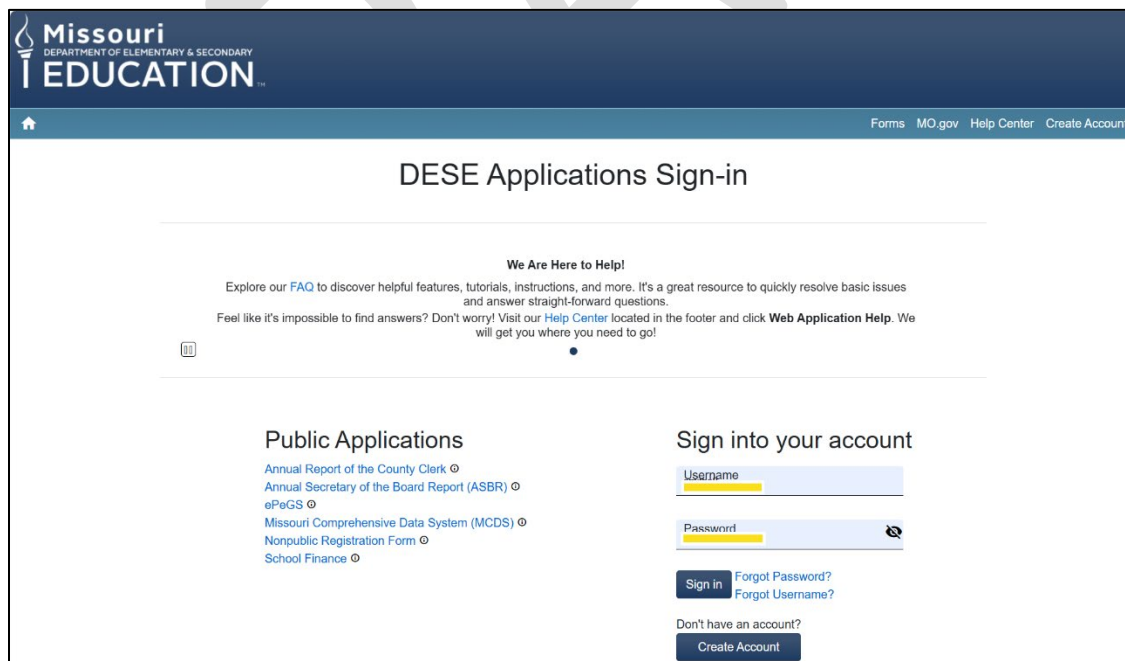 Missouri
DEPARTMENT OF ELEMENTARY & SECONDARY
EDUCATION™
Forms MO.gov Help Center Create Account
DESE Applications Sign-in
We Are Here to Help!
Explore our FAQ to discover helpful features, tutorials, instructions, and more. It's a great resource to quickly resolve basic issues
and answer straight-forward questions.
Feel like it's impossible to find answers? Don't worry! Visit our Help Center located in the footer and click Web Application Help. We
will get you where you need to go!
Public Applications
Annual Report of the County Clerk
Annual Secretary of the Board Report (ASBR)
ePeGS
Missouri Comprehensive Data System (MCDS)
Nonpublic Registration Form
School Finance
Sign into your account
Username
Password
Sign in
Forgot Password?
Forgot Username?
Don't have an account?
Create Account